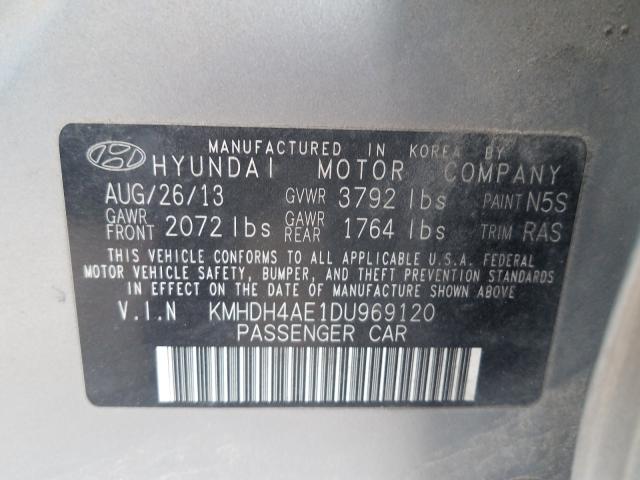 MANUFACTURED IN KOREA BY
HYUNDAI MOTOR COMPANY
AUG/26/13 GVWR 3792 lbs PAINT N5S
GAWR FRONT 2072 lbs GAWR REAR 1764 lbs TRIM RAS
THIS VEHICLE CONFORMS TO ALL APPLICABLE U.S.A. FEDERAL
MOTOR VEHICLE SAFETY, BUMPER, AND THEFT PREVENTION STANDARDS
IN EFFECT ON THE DATE OF MANUFACTURE SHOWN ABOVE.
V.I.N KMHDH4AE1DU969120
PASSENGER CAR